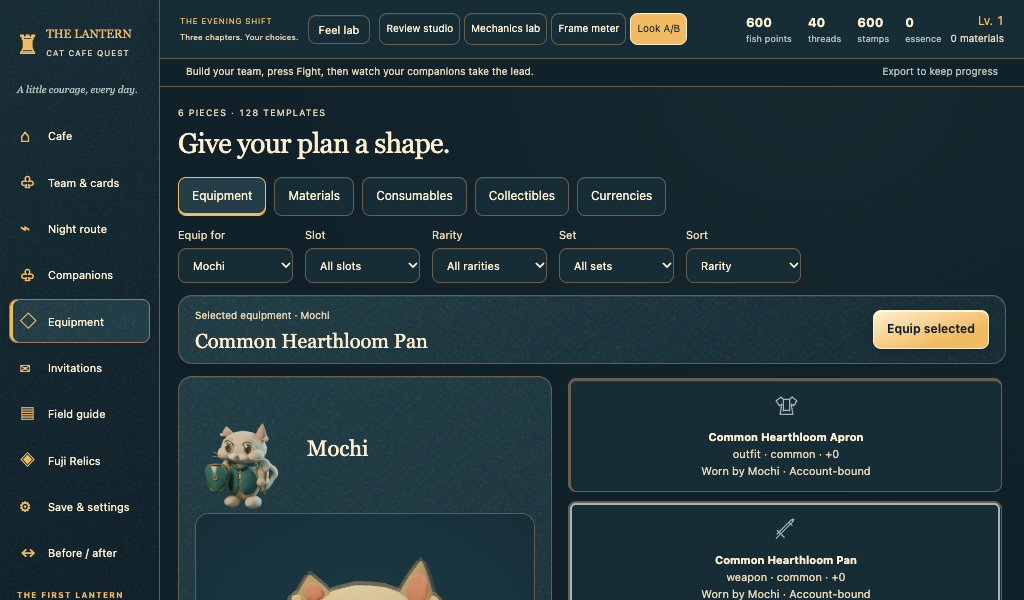 THE LANTERN
CAT CAFE QUEST
A little courage, every day.
Cafe
Team & cards
Night route
Companions
Equipment
Invitations
Field guide
Fuji Relics
Save & settings
Before / after
THE FIRST LANTERN
THE EVENING SHIFT
Three chapters. Your choices.
Feel lab
Review studio
Mechanics lab
Frame meter
Look A/B
600
fish points
40
threads
600
stamps
0
essence
Lv. 1
0 materials
Build your team, press Fight, then watch your companions take the lead.
Export to keep progress
6 PIECES · 128 TEMPLATES
Give your plan a shape.
Equipment
Materials
Consumables
Collectibles
Currencies
Equip for
Slot
Rarity
Set
Sort
Mochi
All slots
All rarities
All sets
Rarity
Selected equipment · Mochi
Common Hearthloom Pan
Equip selected
Mochi
Common Hearthloom Apron
outfit · common · +0
Worn by Mochi · Account-bound
Common Hearthloom Pan
weapon · common · +0
Worn by Mochi · Account-bound